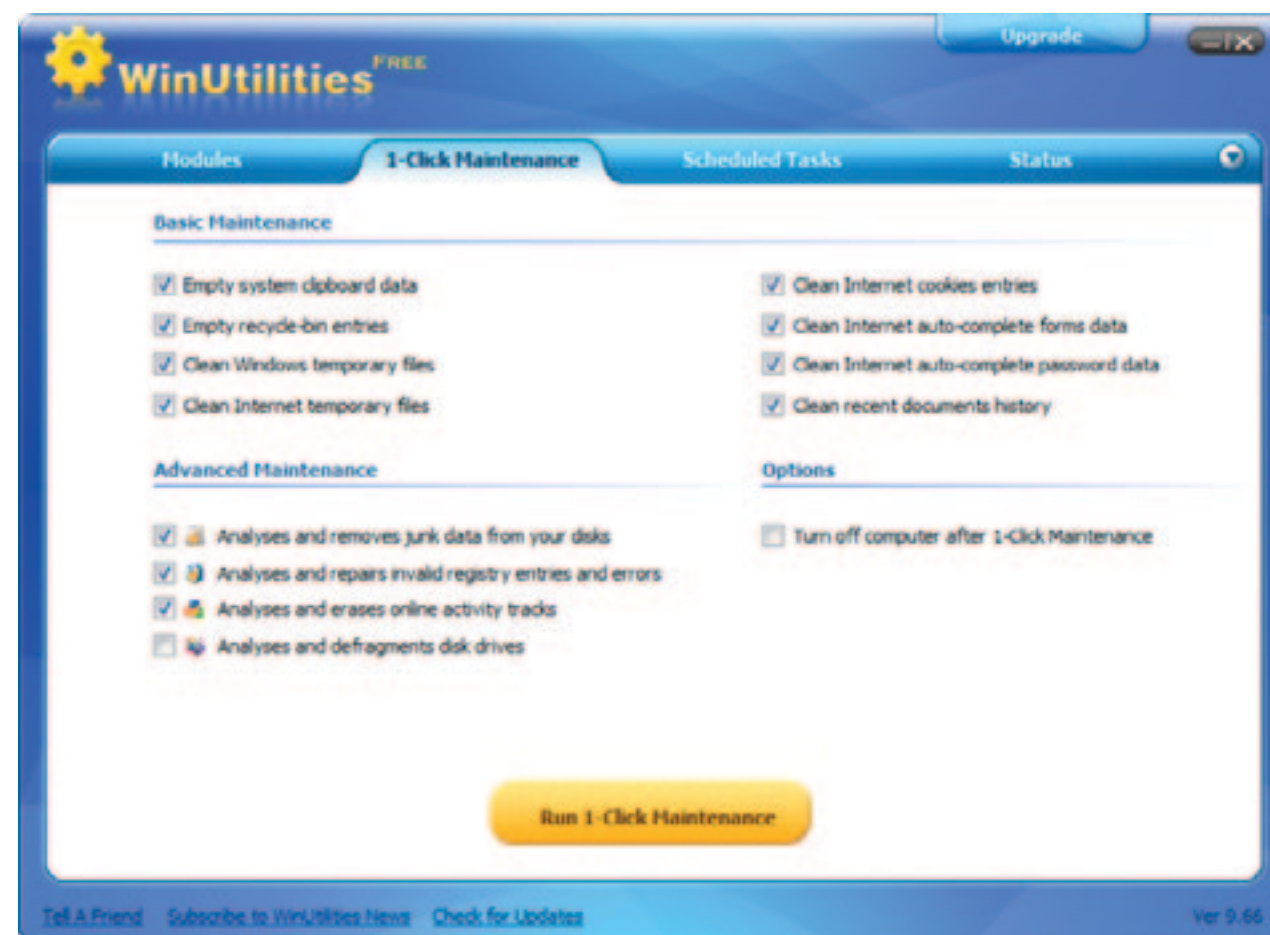 Upgrade
WinUtilities FREE
Modules 1-Click Maintenance Scheduled Tasks Status
Basic Maintenance
Empty system clipboard data
Empty recycle-bin entries
Clean Windows temporary files
Clean Internet temporary files
Clean Internet cookies entries
Clean Internet auto-complete forms data
Clean Internet auto-complete password data
Clean recent documents history
Advanced Maintenance
Analyses and removes junk data from your disks
Analyses and repairs invalid registry entries and errors
Analyses and erases online activity tracks
Analyses and defragments disk drives
Options
Turn off computer after 1-Click Maintenance
Run 1-Click Maintenance
Tell A Friend Subscribe to WinUtilities News Check for Updates Ver 9.66